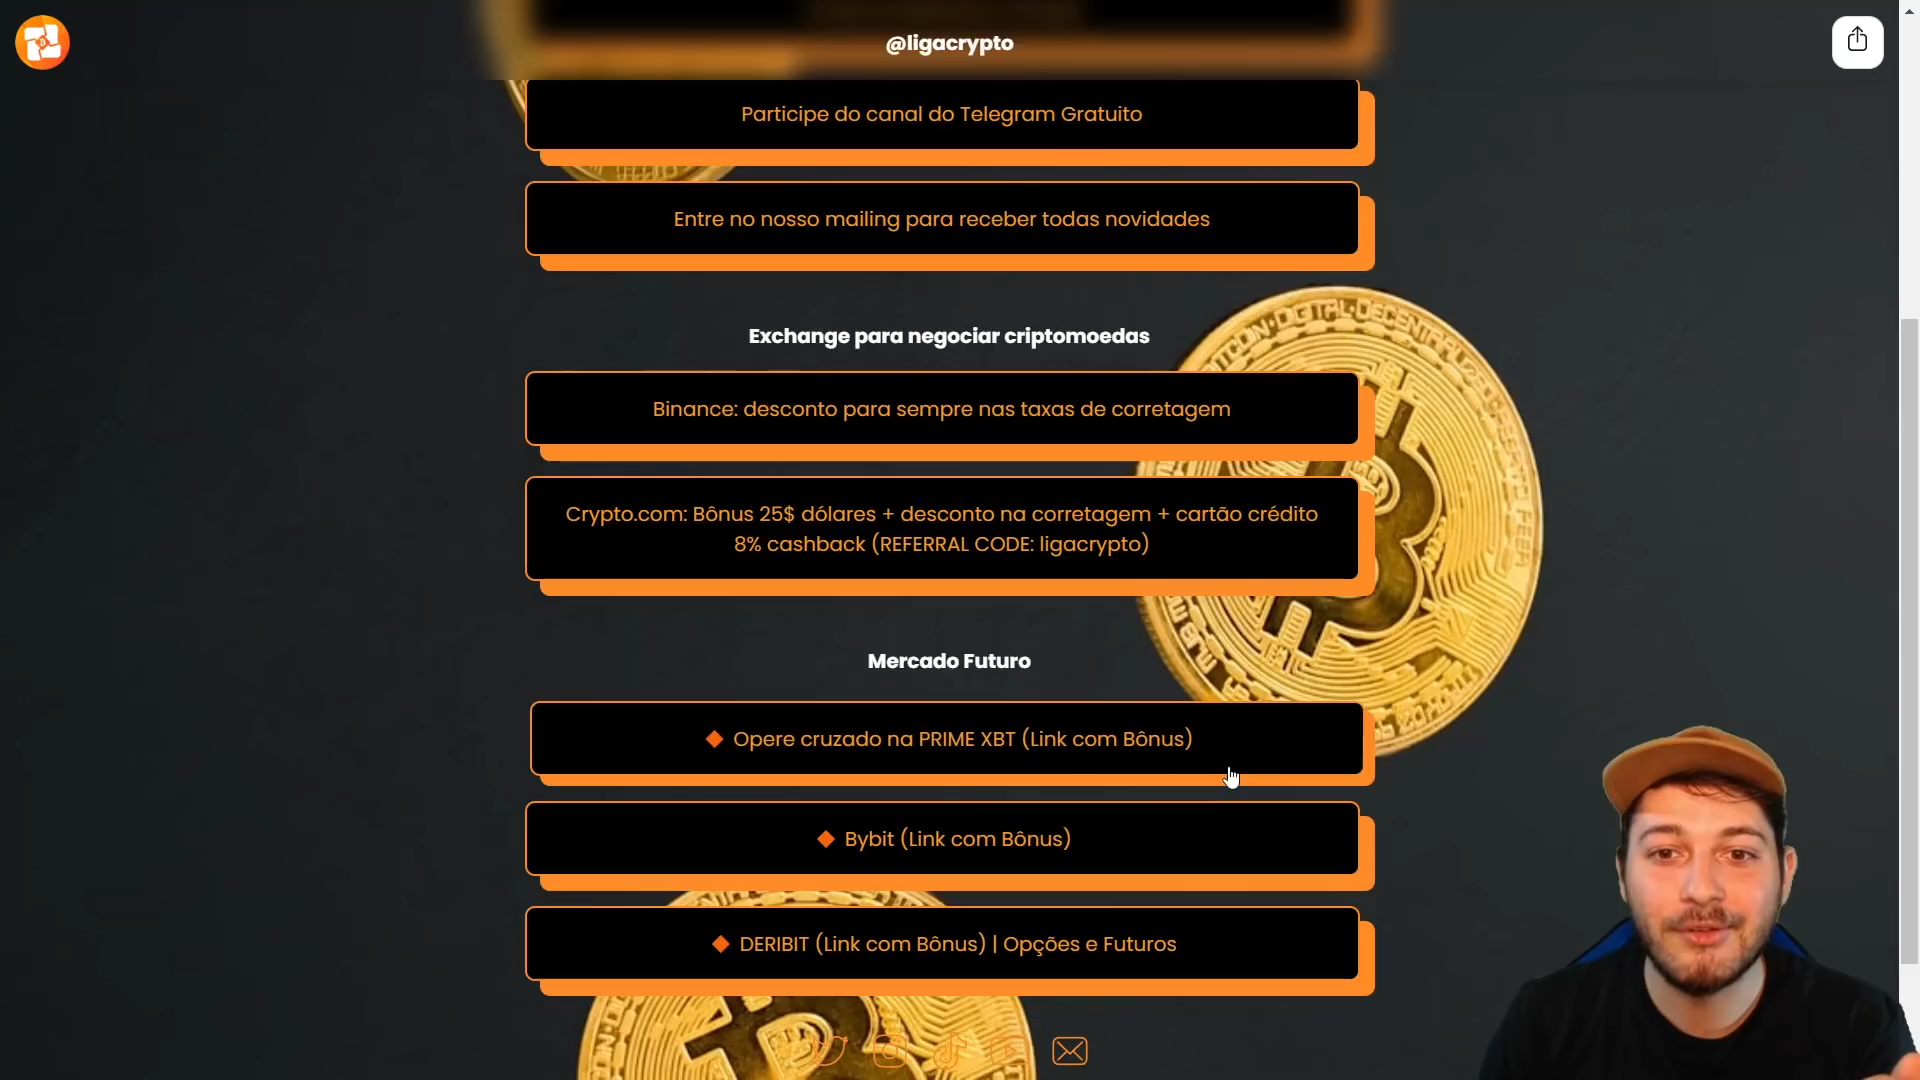 @ligacrypto
Participe do canal do Telegram Gratuito
Entre no nosso mailing para receber todas novidades
Exchange para negociar criptomoedas
Binance: desconto para sempre nas taxas de corretagem
Crypto.com: Bônus 25$ dólares + desconto na corretagem + cartão crédito
8% cashback (REFERRAL CODE: ligacrypto)
Mercado Futuro
Opere cruzado na PRIME XBT (Link com Bônus)
Bybit (Link com Bônus)
DERIBIT (Link com Bônus) | Opções e Futuros